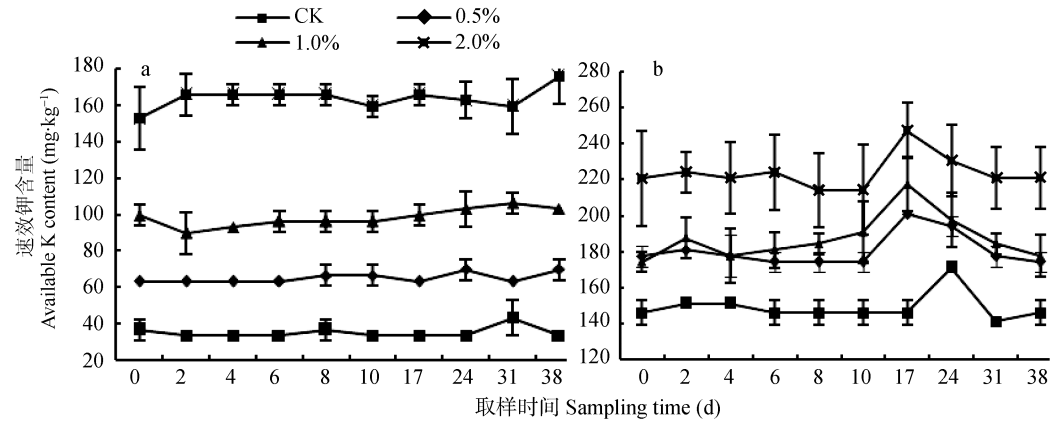 CK 0.5%
1.0% 2.0%
a
180
160
140
120
100
80
60
40
20
0 2 4 6 8 10 17 24 31 38
b
280
260
240
220
200
180
160
140
120
0 2 4 6 8 10 17 24 31 38
速效钾含量
Available K content (mg·kg⁻¹)
取样时间 Sampling time (d)